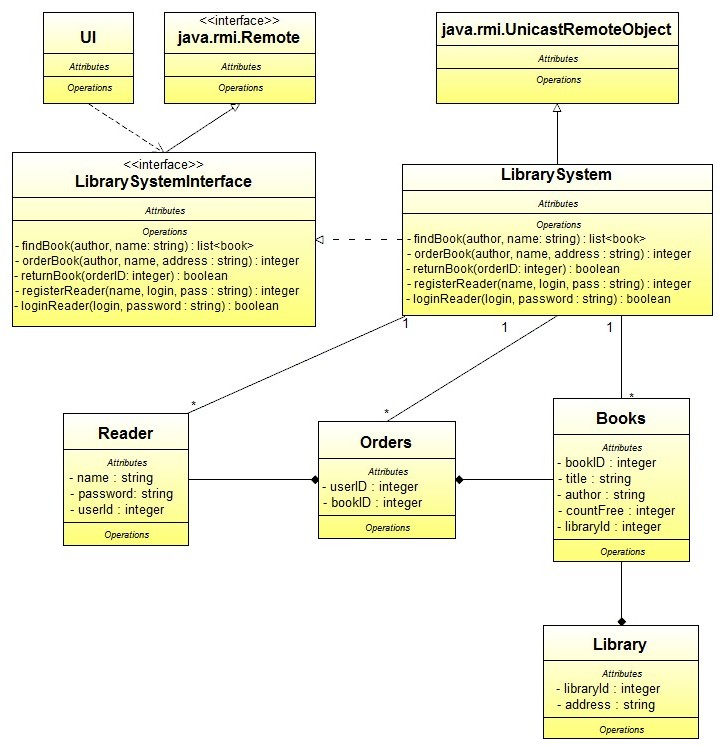 UI
Attributes
Operations
<<interface>>
java.rmi.Remote
Attributes
Operations
java.rmi.UnicastRemoteObject
Attributes
Operations
<<interface>>
LibrarySystemInterface
Attributes
Operations
- findBook(author, name: string) : list<book>
- orderBook(author, name, address : string) : integer
- returnBook(orderID: integer) : boolean
- registerReader(name, login, pass : string) : integer
- loginReader(login, password : string) : boolean
LibrarySystem
Attributes
Operations
- findBook(author, name: string) : list<book>
- orderBook(author, name, address : string) : integer
- returnBook(orderID: integer) : boolean
- registerReader(name, login, pass : string) : integer
- loginReader(login, password : string) : boolean
1
1
1
*
*
*
Reader
Attributes
- name : string
- password: string
- userId : integer
Operations
Orders
Attributes
- userID : integer
- bookID : integer
Operations
Books
Attributes
- bookID : integer
- title : string
- author : string
- countFree : integer
- libraryId : integer
Operations
Library
Attributes
- libraryId : integer
- address : string
Operations